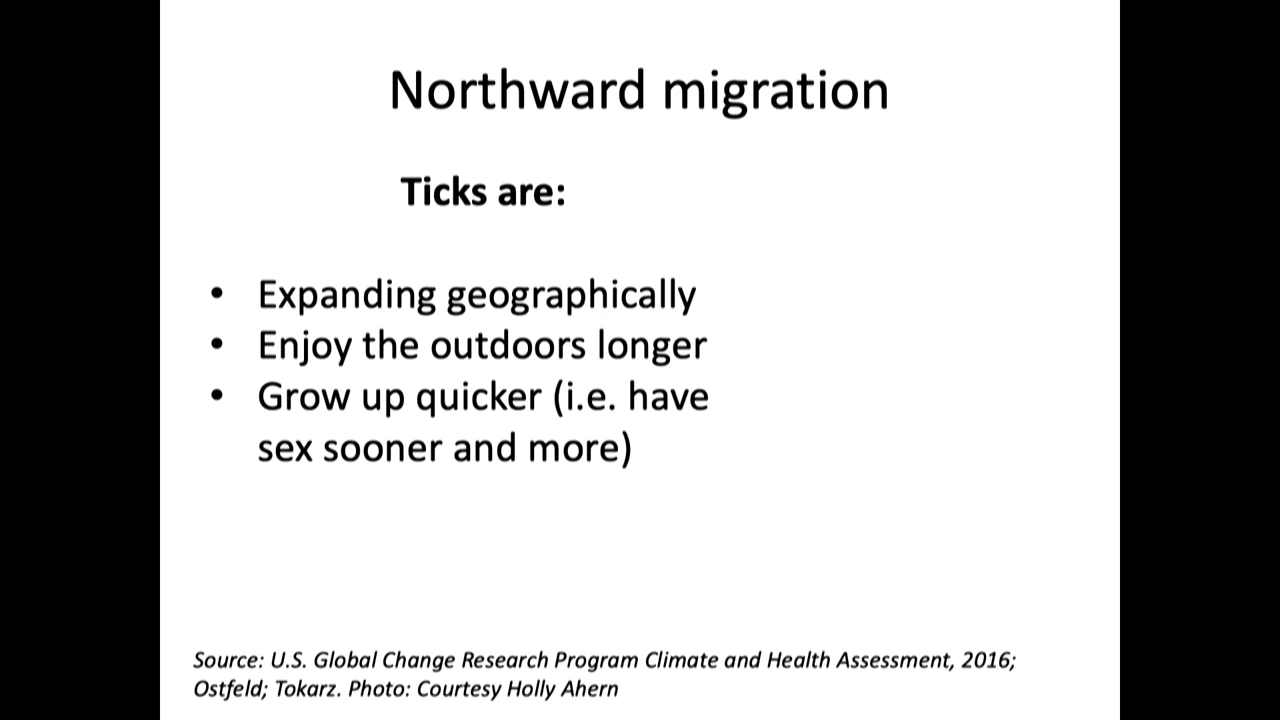 Northward migration
Ticks are:
• Expanding geographically
• Enjoy the outdoors longer
• Grow up quicker (i.e. have
sex sooner and more)
Source: U.S. Global Change Research Program Climate and Health Assessment, 2016;
Ostfeld; Tokarz. Photo: Courtesy Holly Ahern